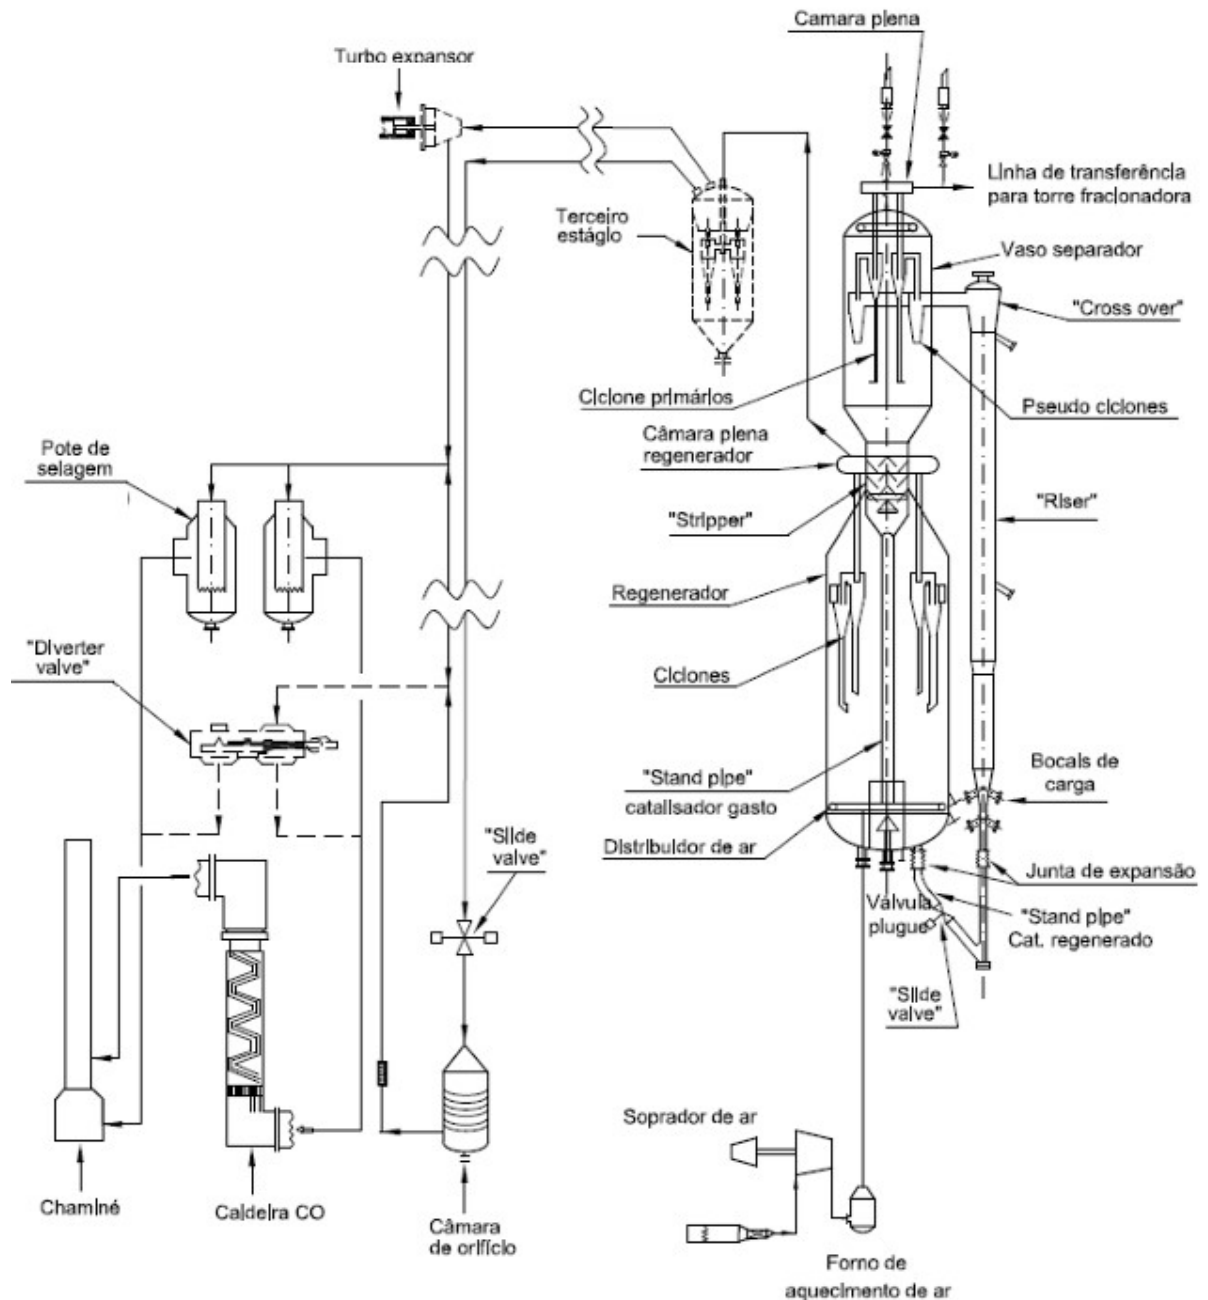 Camara plena
Turbo expansor
Linha de transferência
para torre fracionadora
Terceiro
estágio
Vaso separador
"Cross over"
Ciclone primários
Pseudo ciclones
Câmara plena
regenerador
Pote de
selagem
"Riser"
"Stripper"
Regenerador
"Diverter
valve"
Ciclones
"Stand pipe"
catalisador gasto
Bocais de
carga
"Slide
valve"
Distribuidor de ar
Junta de expansão
Válvula
plugue
"Stand pipe"
Cat. regenerado
"Slide
valve"
Soprador de ar
Chaminé
Caldeira CO
Câmara
de orifício
Forno de
aquecimento de ar